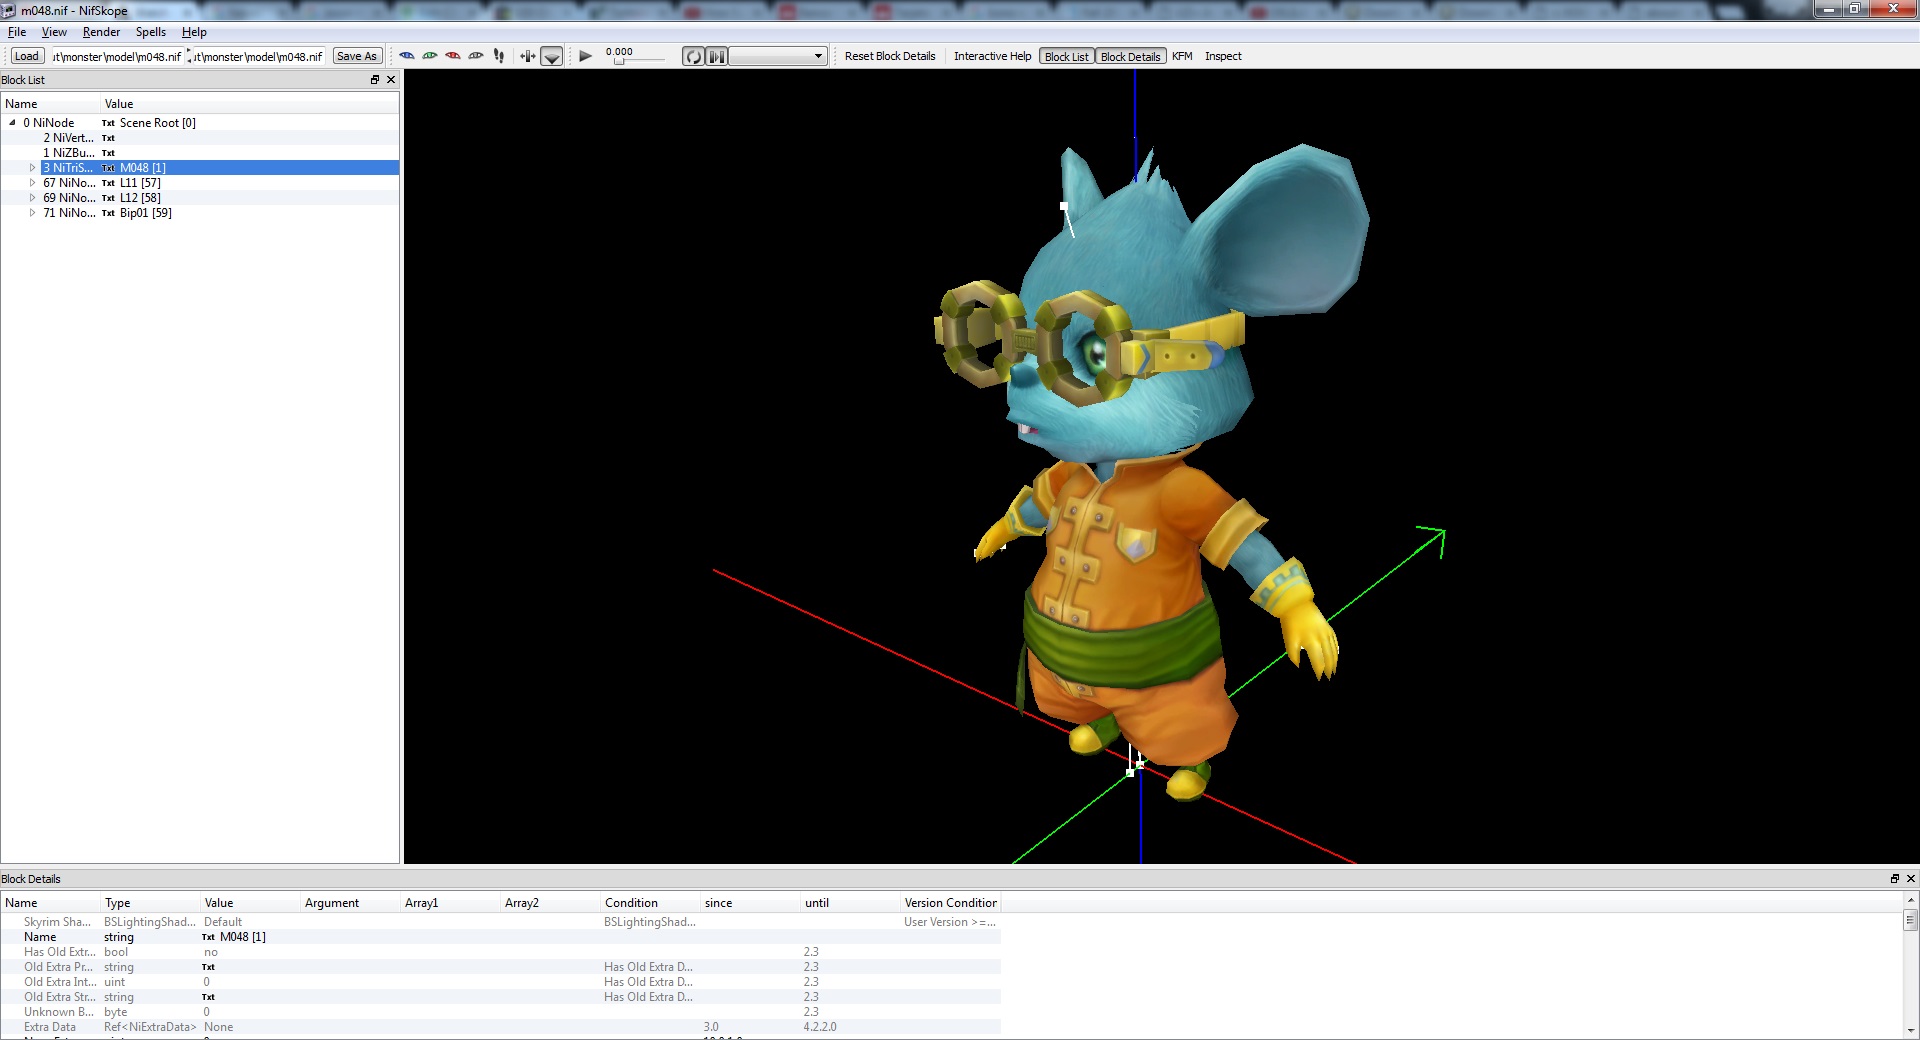 m048.nif - NifSkope
File View Render Spells Help
Load ut\monster\model\m048.nif ut\monster\model\m048.nif Save As 0.000 Reset Block Details Interactive Help Block List Block Details KFM Inspect
Block List
Name Value
0 NiNode Txt Scene Root [0]
2 NiVert... Txt
1 NiZBu... Txt
3 NiTriS... Txt M048 [1]
67 NiNo... Txt L11 [57]
69 NiNo... Txt L12 [58]
71 NiNo... Txt Bip01 [59]
Block Details
Name Type Value Argument Array1 Array2 Condition since until Version Condition
Skyrim Sha... BSLightingShad... Default BSLightingShad... User Version >=...
Name string Txt M048 [1]
Has Old Extr... bool no 2.3
Old Extra Pr... string Txt Has Old Extra D... 2.3
Old Extra Int... uint 0 Has Old Extra D... 2.3
Old Extra Str... string Txt Has Old Extra D... 2.3
Unknown B... byte 0 2.3
Extra Data Ref<NiExtraData> None 3.0 4.2.2.0